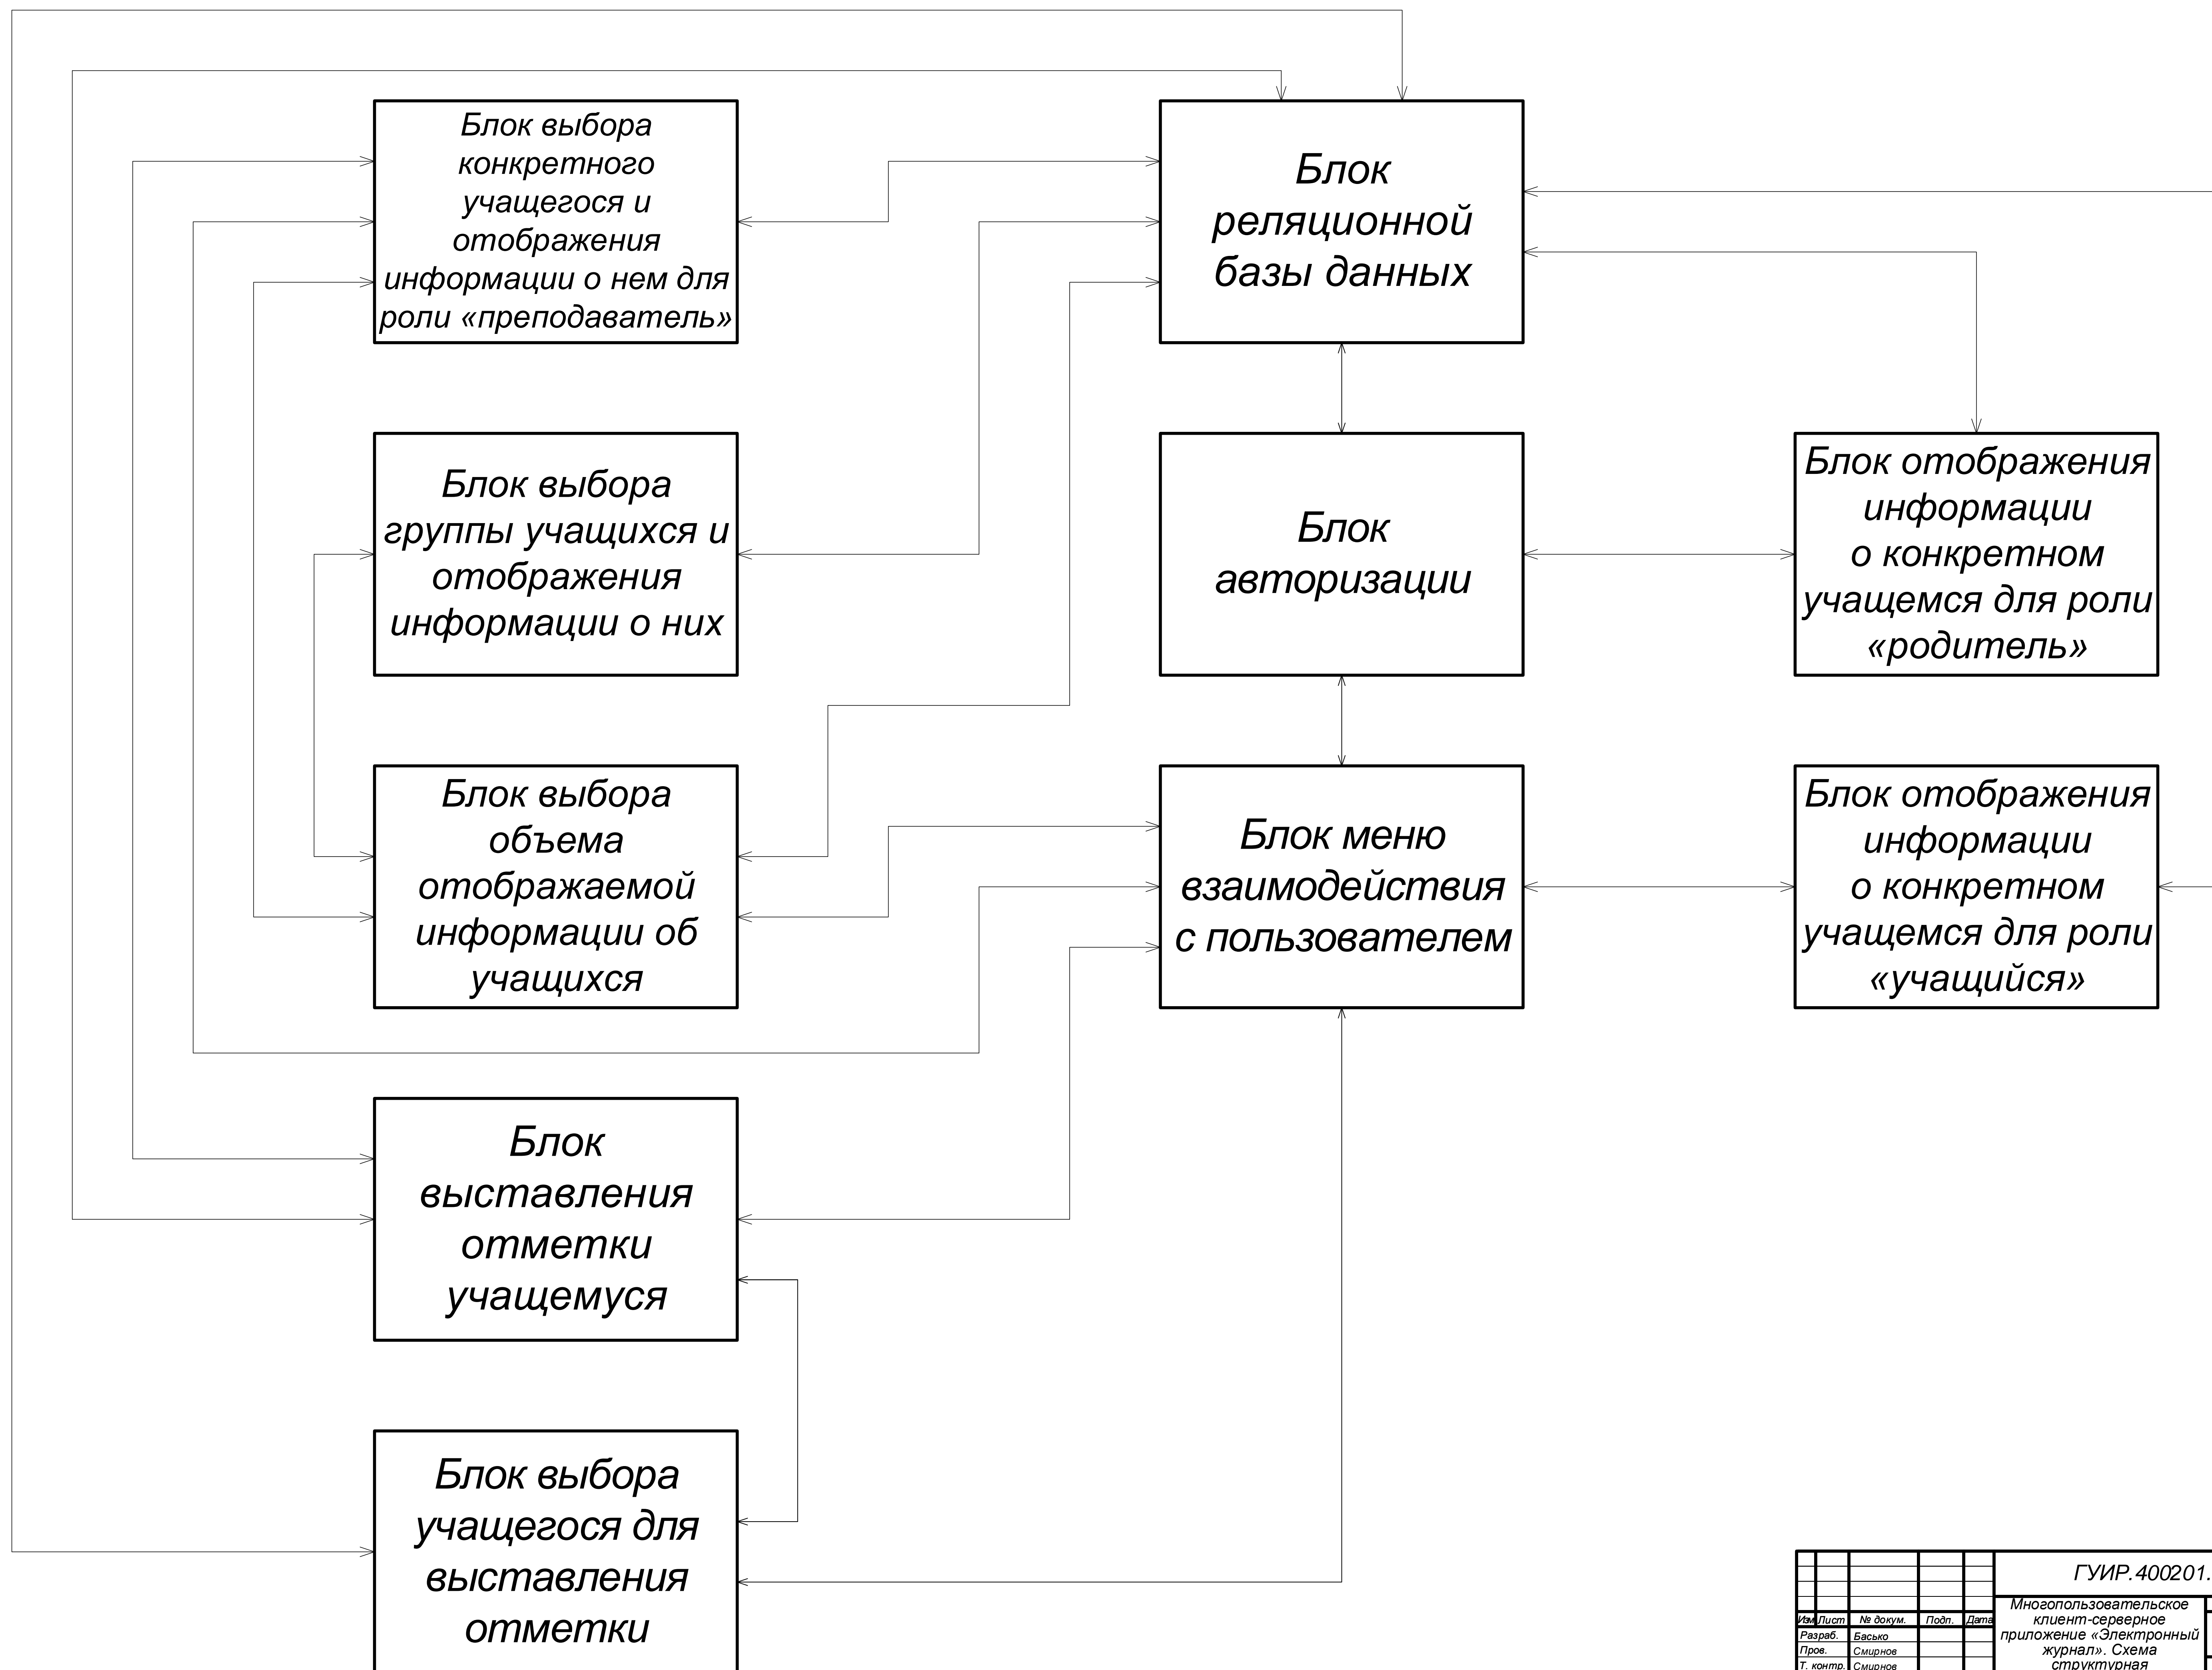 Блок выбора
конкретного
учащегося и
отображения
информации о нем для
роли «преподаватель»
Блок
реляционной
базы данных
Блок выбора
группы учащихся и
отображения
информации о них
Блок
авторизации
Блок отображения
информации
о конкретном
учащемся для роли
«родитель»
Блок выбора
объема
отображаемой
информации об
учащихся
Блок меню
взаимодействия
с пользователем
Блок отображения
информации
о конкретном
учащемся для роли
«учащийся»
Блок
выставления
отметки
учащемуся
Блок выбора
учащегося для
выставления
отметки
ГУИР.400201.
Изм Лист № докум. Подп. Дата
Разраб. Басько
Пров. Смирнов
Т. контр. Смирнов
Многопользовательское
клиент-серверное
приложение «Электронный
журнал». Схема
структурная